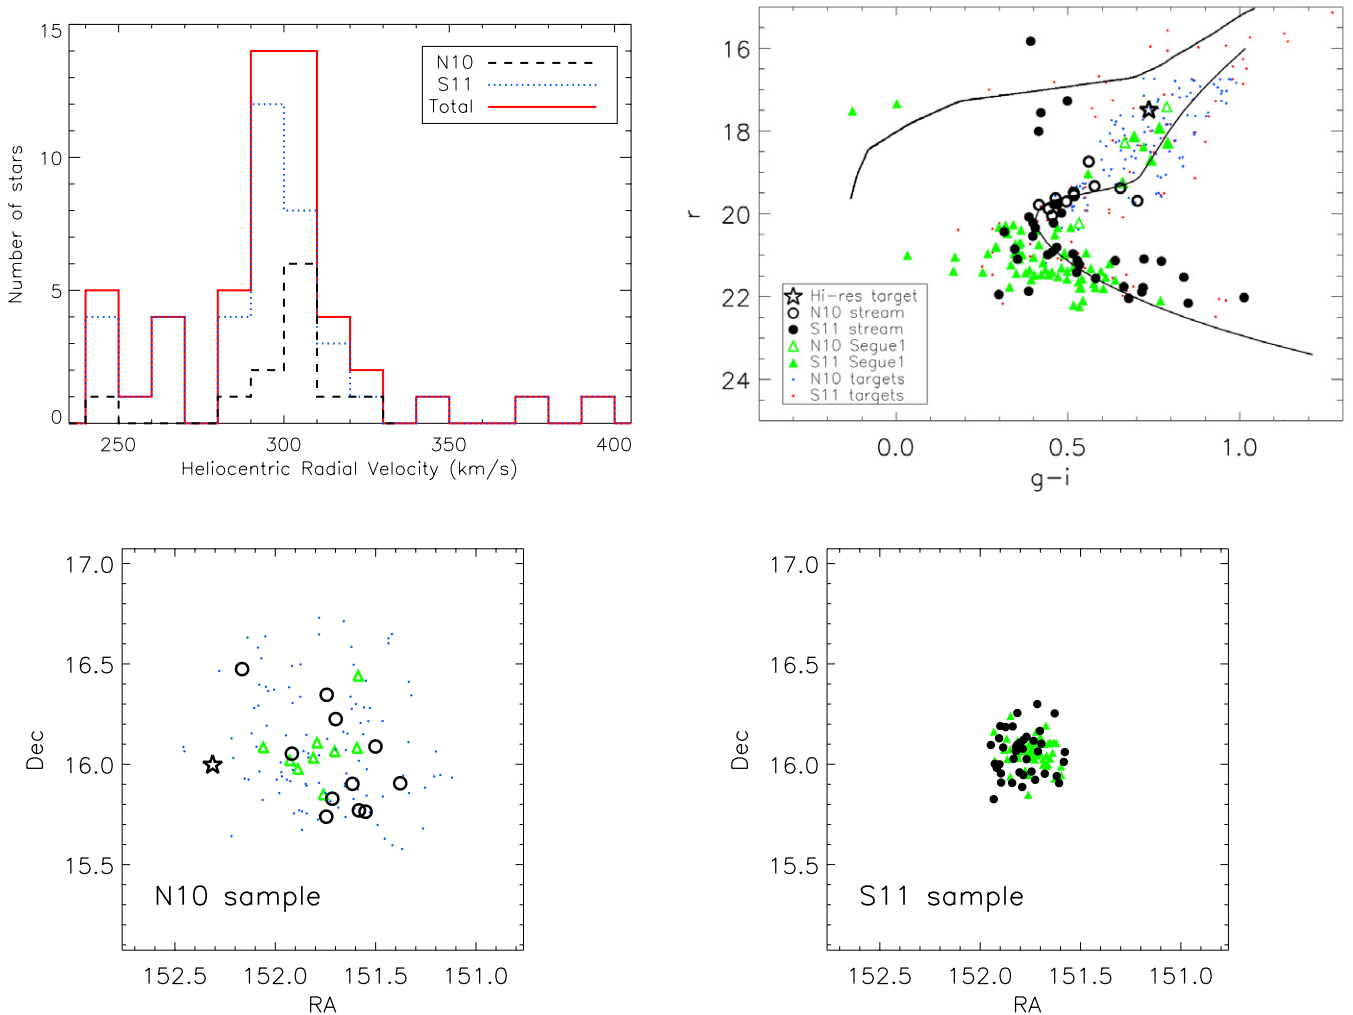 15
10
5
0
Number of stars
N10
S11
Total
250 300 350 400
Heliocentric Radial Velocity (km/s)
16
18
20
22
24
r
Hi-res target
N10 stream
S11 stream
N10 Segue1
S11 Segue1
N10 targets
S11 targets
0.0 0.5 1.0
g-i
17.0
16.5
16.0
15.5
Dec
N10 sample
152.5 152.0 151.5 151.0
RA
17.0
16.5
16.0
15.5
Dec
S11 sample
152.5 152.0 151.5 151.0
RA